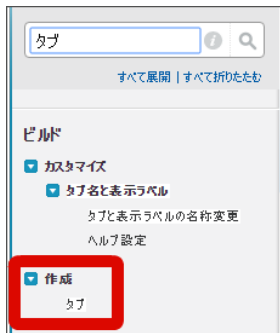 タブ
すべて展開 | すべて折りたたむ
ビルド
カスタマイズ
タブ名と表示ラベル
タブと表示ラベルの名称変更
ヘルプ設定
作成
タブ